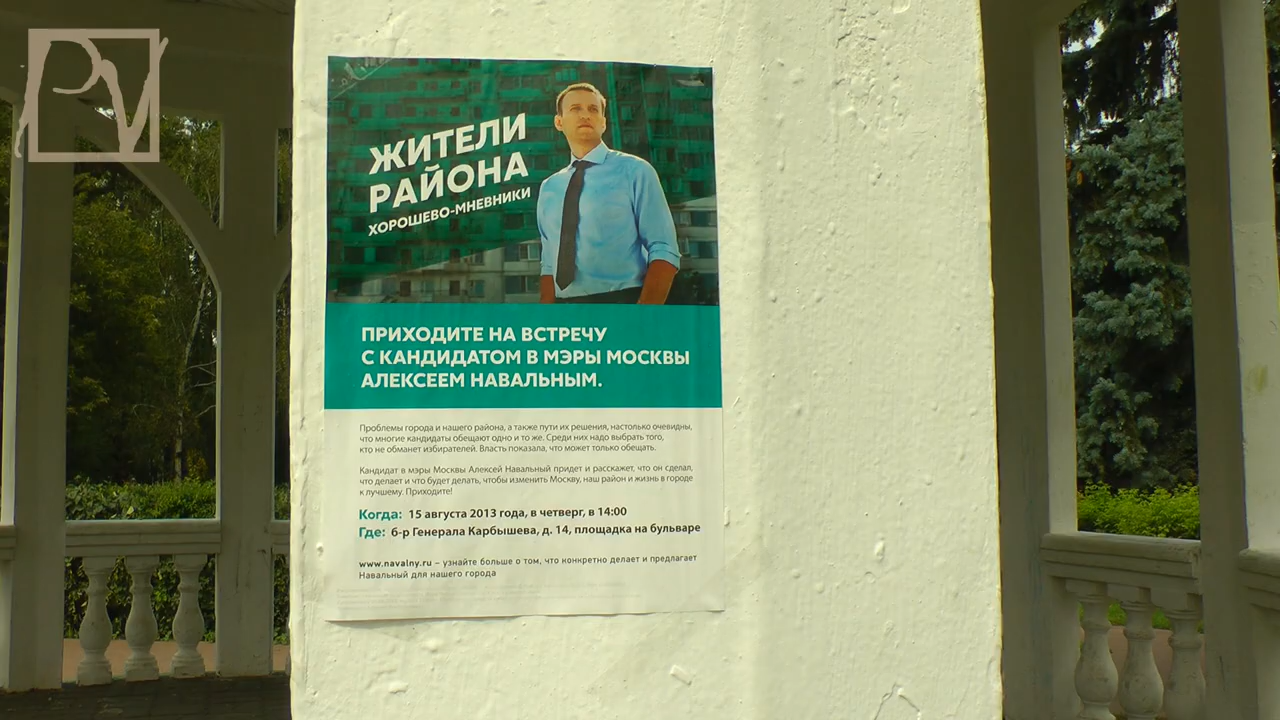 PV
ЖИТЕЛИ
РАЙОНА
ХОРОШЕВО-МНЕВНИКИ
ПРИХОДИТЕ НА ВСТРЕЧУ
С КАНДИДАТОМ В МЭРЫ МОСКВЫ
АЛЕКСЕЕМ НАВАЛЬНЫМ.
Проблемы города и нашего района, а также пути их решения, настолько очевидны,
что многие кандидаты обещают одно и то же. Среди них надо выбрать того,
кто не обманет избирателей. Власть показала, что может только обещать.
Кандидат в мэры Москвы Алексей Навальный придет и расскажет, что он сделал,
что делает и что будет делать, чтобы изменить Москву, наш район и жизнь в городе
к лучшему. Приходите!
Когда: 15 августа 2013 года, в четверг, в 14:00
Где: б-р Генерала Карбышева, д. 14, площадка на бульваре
www.navalny.ru – узнайте больше о том, что конкретно делает и предлагает
Навальный для нашего города